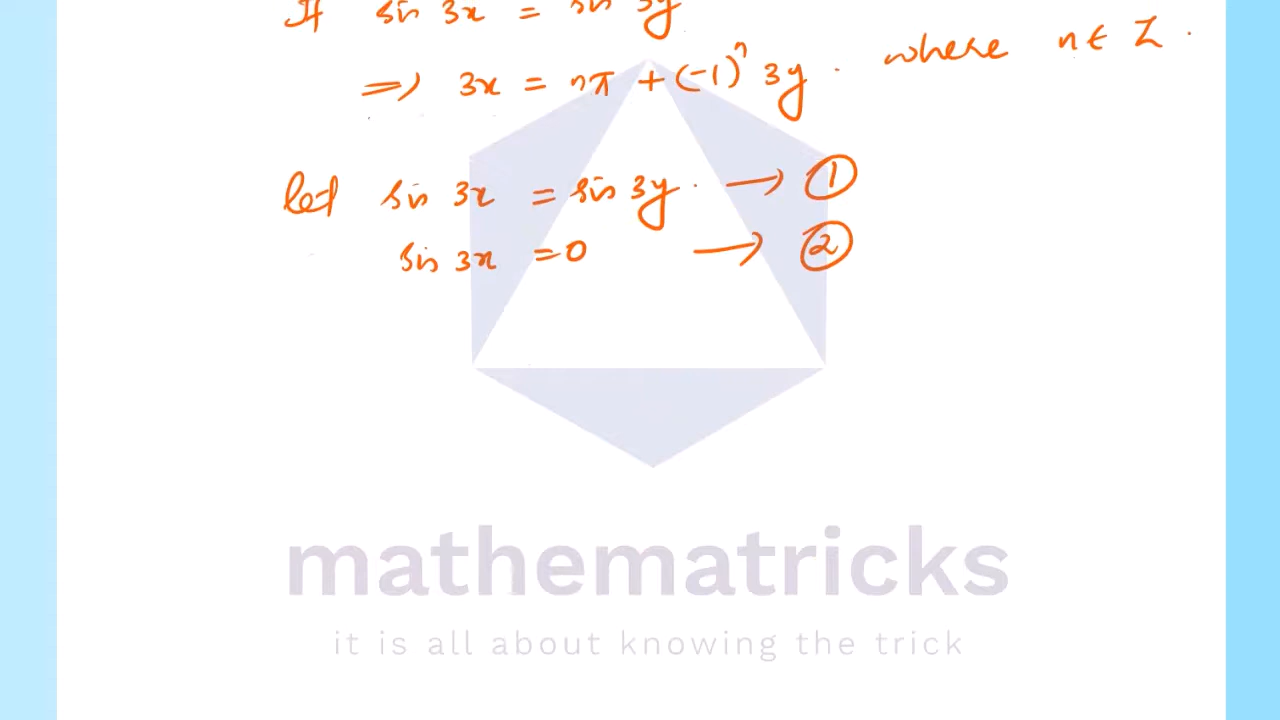 If sin 3x = sin 3y
⟹ 3x = nπ + (-1)ⁿ 3y . where n ∈ Z .
let sin 3x = sin 3y . → ①
sin 3x = 0 → ②
mathematricks
it is all about knowing the trick